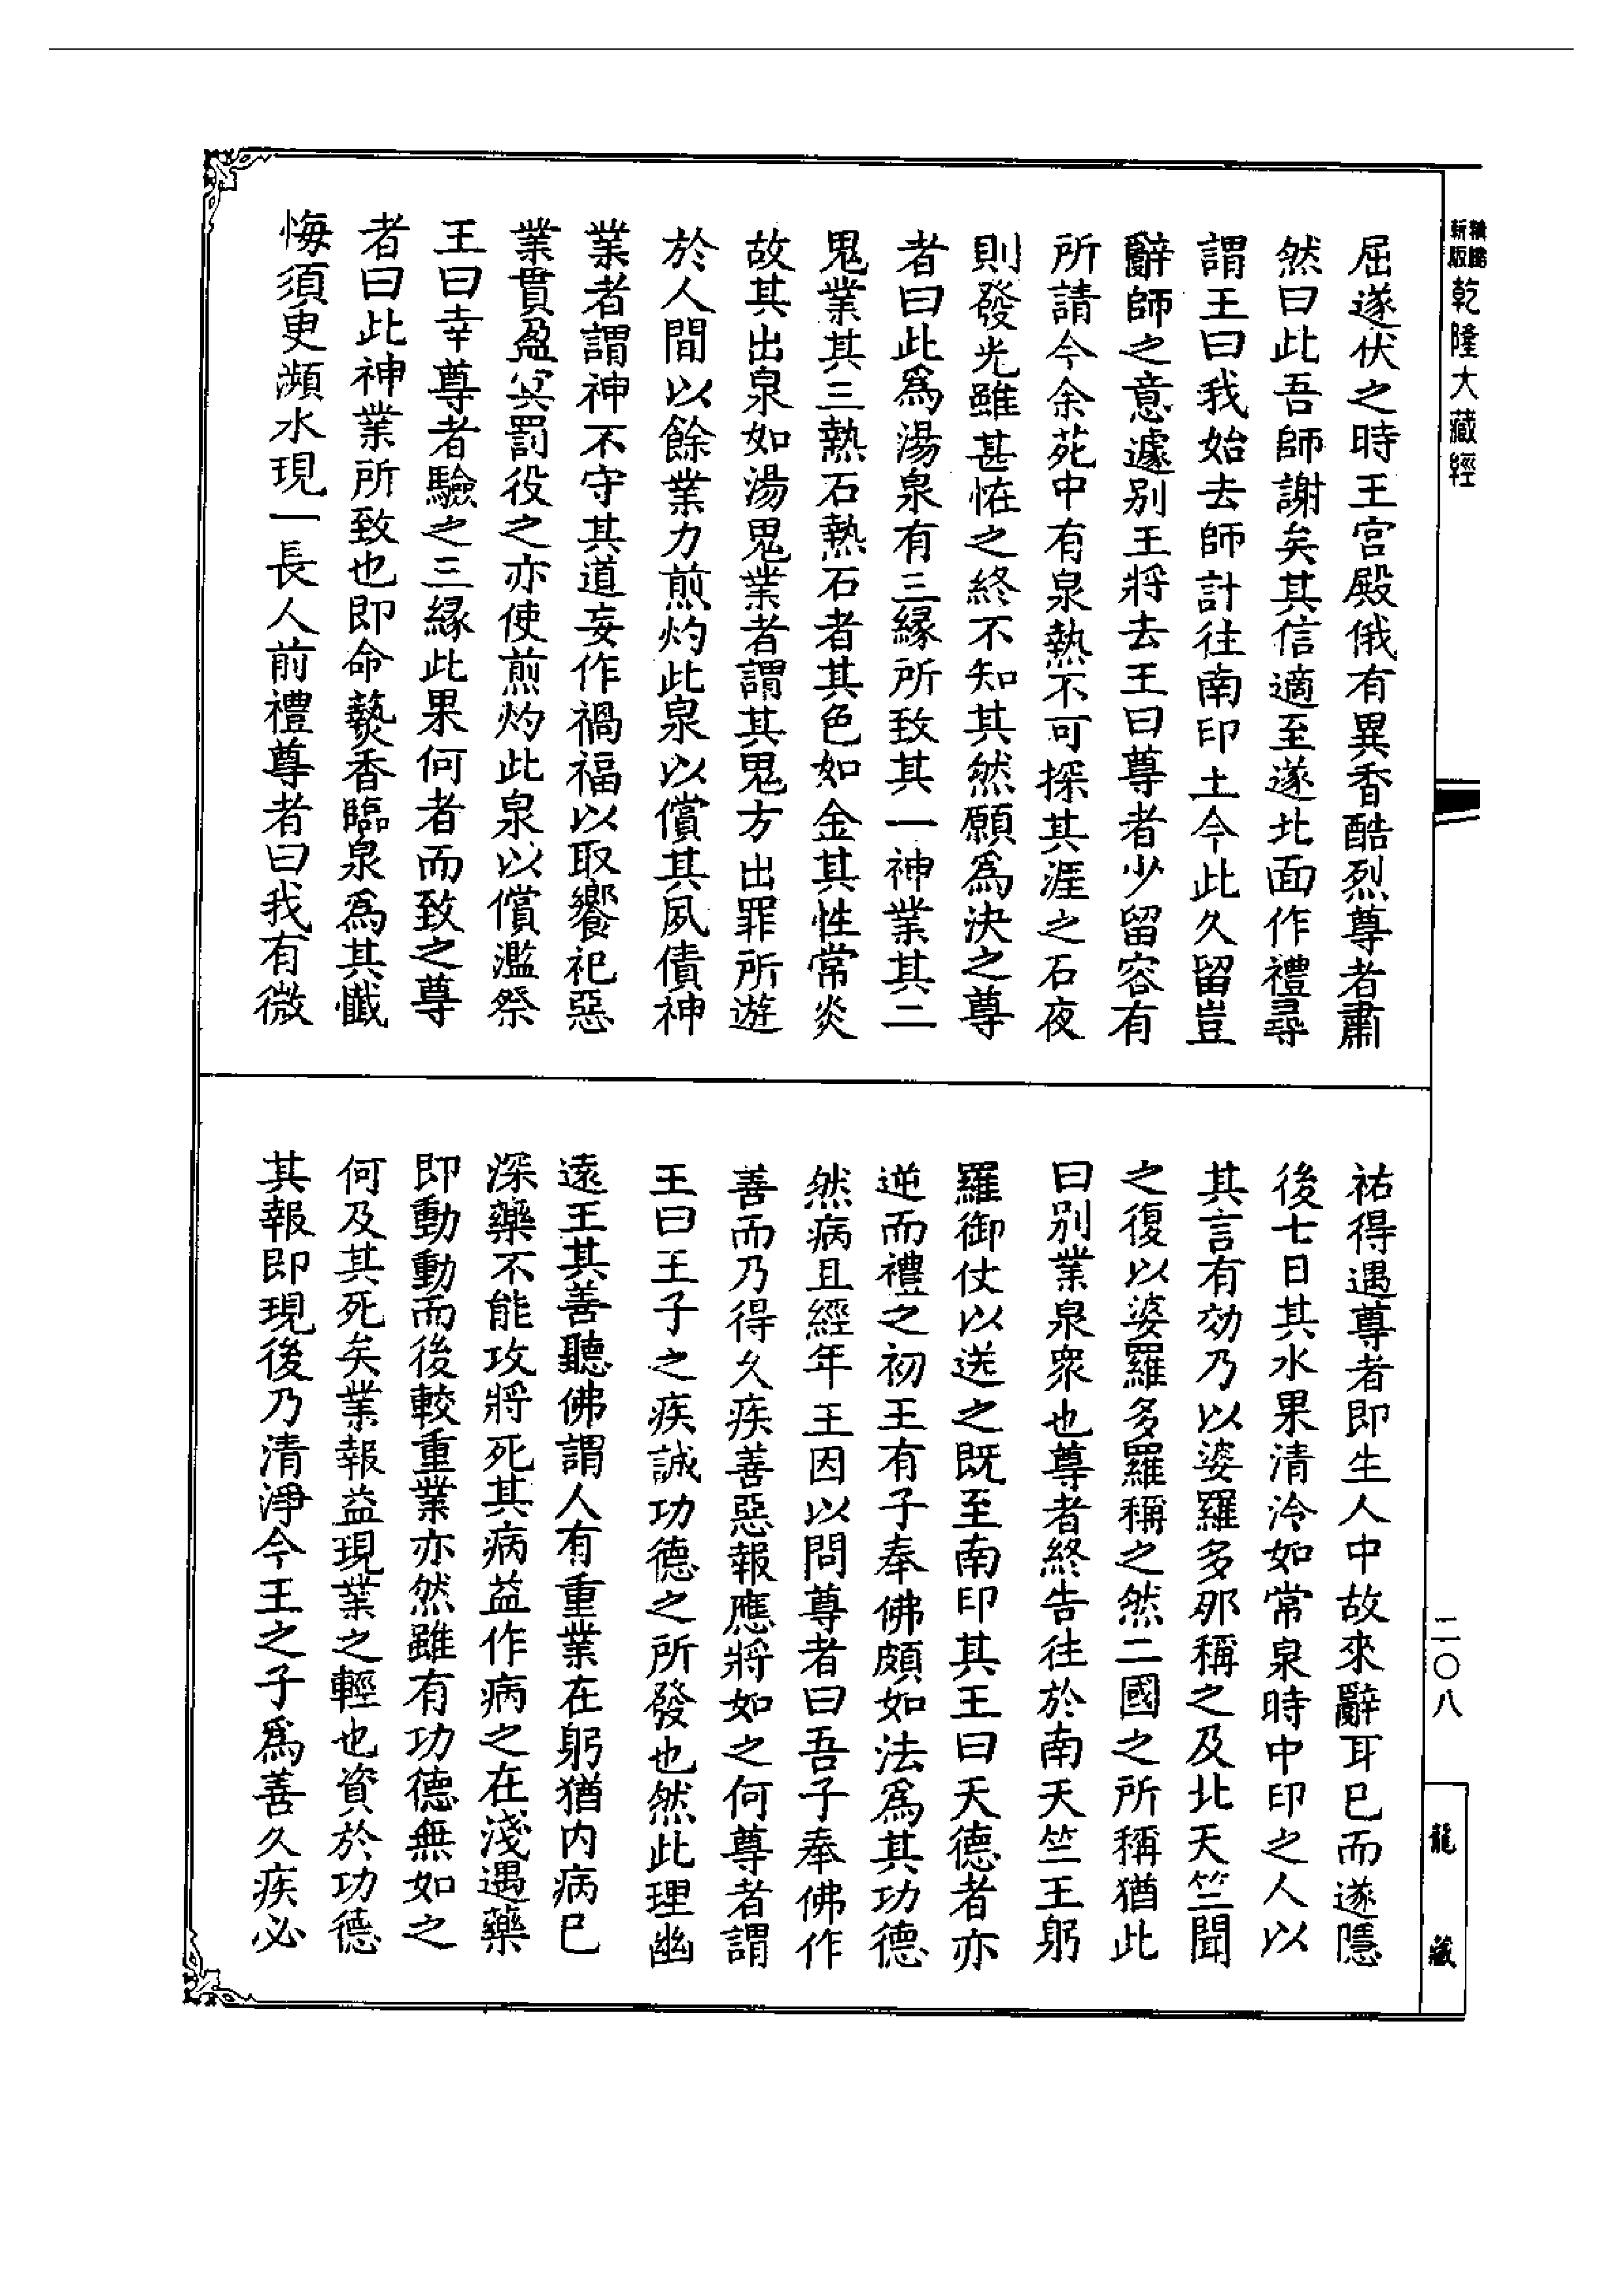 新版
乾隆大藏經
屈遂伏之時王宮殿俄有異香酷烈尊者肅
然曰此吾師謝矣其信適至遂北面作禮尋
謂王曰我始去師計往南印土今此久留豈
辭師之意遽别王將去王曰尊者少留容有
所請今余苑中有泉熱不可探其涯之石夜
則發光雖甚恠之終不知其然願爲決之尊
者曰此爲湯泉有三緣所致其一神業其二
鬼業其三熱石熱石者其色如金其性常炎
故其出泉如湯鬼業者謂其鬼方出罪所遊
於人間以餘業力煎灼此泉以償其夙債神
業者謂神不守其道妄作禍福以取饗祀惡
業貫盈冥罰役之亦使煎灼此泉以償濫祭
王曰幸尊者驗之三緣此果何者而致之尊
者曰此神業所致也即命爇香臨泉爲其懺
悔須臾瀕水現一長人前禮尊者曰我有微
祐得遇尊者即生人中故來辭耳巳而遂隱
後七日其水果清泠如常泉時中印之人以
其言有効乃以婆羅多那稱之及北天竺聞
之復以婆羅多羅稱之然二國之所稱猶此
曰别業泉衆也尊者終告往於南天竺王躬
羅御仗以送之既至南印其王曰天德者亦
逆而禮之初王有子奉佛頗如法爲其功德
然病且經年王因以問尊者曰吾子奉佛作
善而乃得久疾善惡報應將如之何尊者謂
王曰王子之疾誠功德之所發也然此理幽
遠王其善聽佛謂人有重業在躬猶内病巳
深藥不能攻將死其病益作病之在淺遇藥
即動動而後較重業亦然雖有功德無如之
何及其死矣業報益現業之輕也資於功德
其報即現後乃清淨今王之子爲善久疾必
二〇八
龍藏